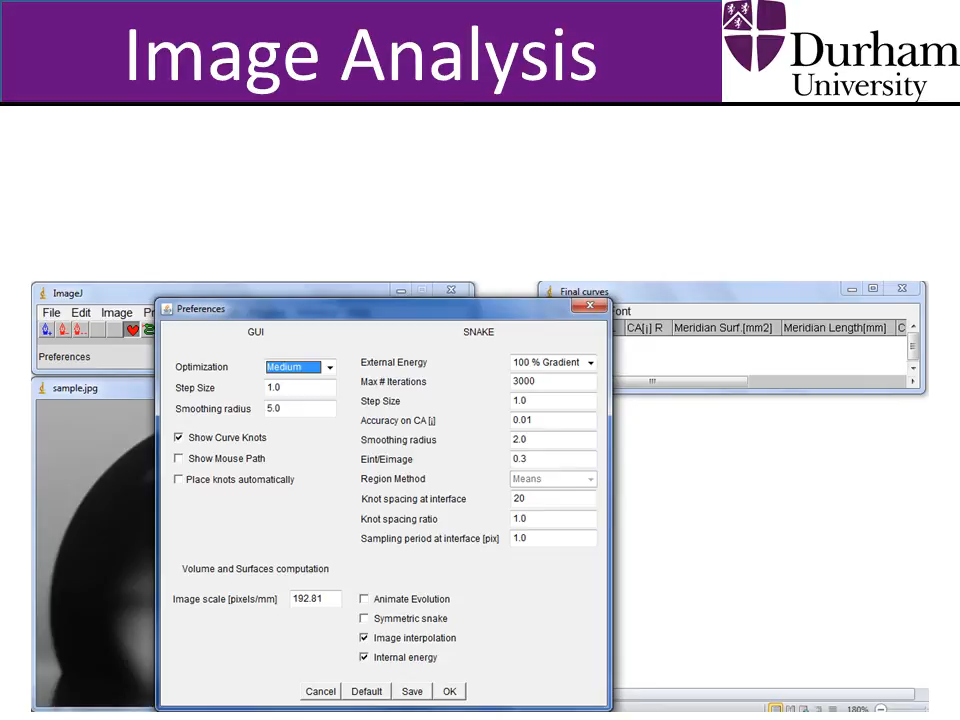 Image Analysis
Durham
University
ImageJ
File Edit Image
Preferences
sample.jpg
Final curves
CA[¡] R Meridian Surf.[mm2] Meridian Length[mm] C
Preferences
GUI
SNAKE
Optimization Medium
Step Size 1.0
Smoothing radius 5.0
Show Curve Knots
Show Mouse Path
Place knots automatically
External Energy 100 % Gradient
Max # Iterations 3000
Step Size 1.0
Accuracy on CA [¡] 0.01
Smoothing radius 2.0
Eint/Eimage 0.3
Region Method Means
Knot spacing at interface 20
Knot spacing ratio 1.0
Sampling period at interface [pix] 1.0
Volume and Surfaces computation
Image scale [pixels/mm] 192.81
Animate Evolution
Symmetric snake
Image interpolation
Internal energy
Cancel Default Save OK
180%